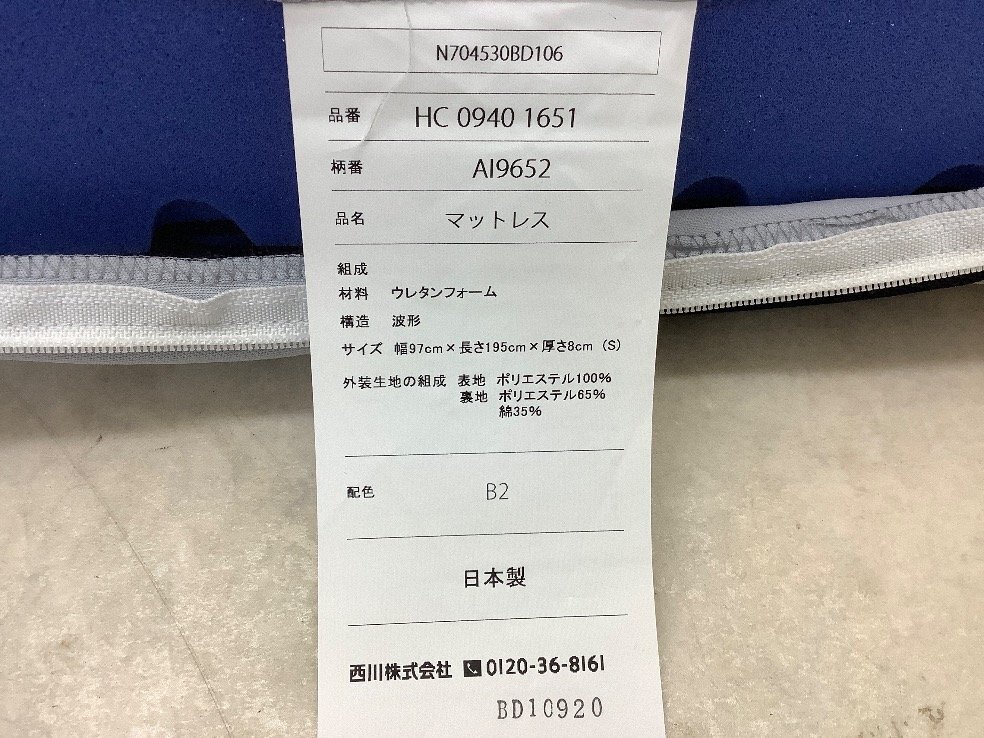 N704530BD106
品番 HC 0940 1651
柄番 AI9652
品名 マットレス
組成
材料 ウレタンフォーム
構造 波形
サイズ 幅97cm×長さ195cm×厚さ8cm (S)
外装生地の組成 表地 ポリエステル100%
裏地 ポリエステル65%
綿35%
配色 B2
日本製
西川株式会社 0120-36-8161
BD10920